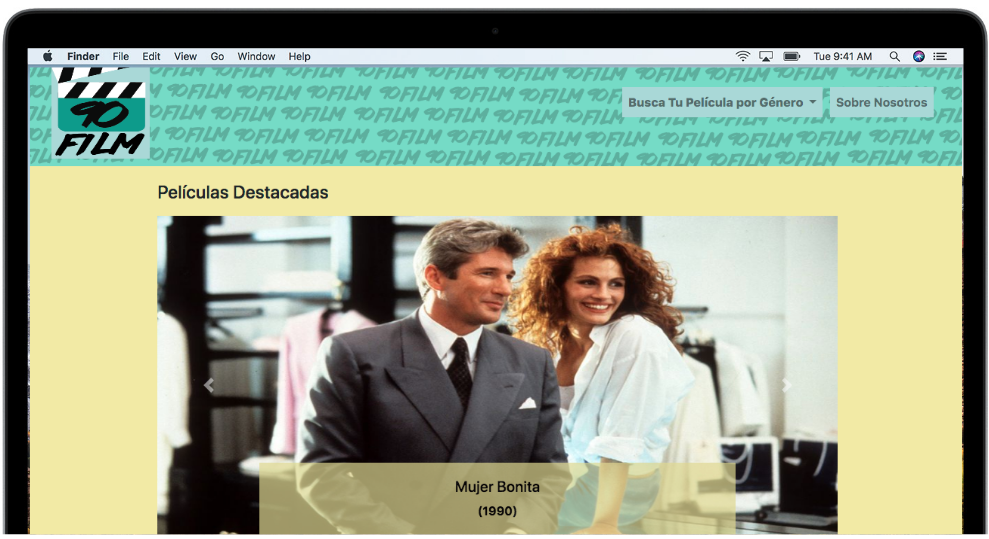 Finder File Edit View Go Window Help Tue 9:41 AM
90
FILM
Busca Tu Película por Género Sobre Nosotros
Películas Destacadas
Mujer Bonita
(1990)